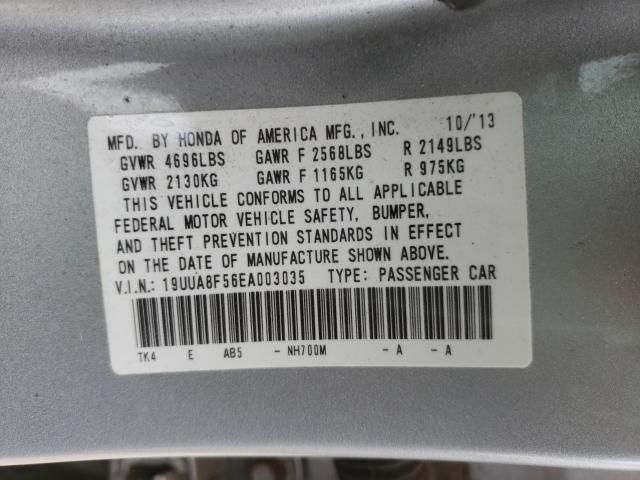 MFD. BY HONDA OF AMERICA MFG., INC. 10/'13
GVWR 4696LBS GAWR F 2568LBS R 2149LBS
GVWR 2130KG GAWR F 1165KG R 975KG
THIS VEHICLE CONFORMS TO ALL APPLICABLE
FEDERAL MOTOR VEHICLE SAFETY, BUMPER,
AND THEFT PREVENTION STANDARDS IN EFFECT
ON THE DATE OF MANUFACTURE SHOWN ABOVE.
V.I.N.: 19UUA8F56EA003035 TYPE: PASSENGER CAR
TK4 E AB5 -NH700M -A -A